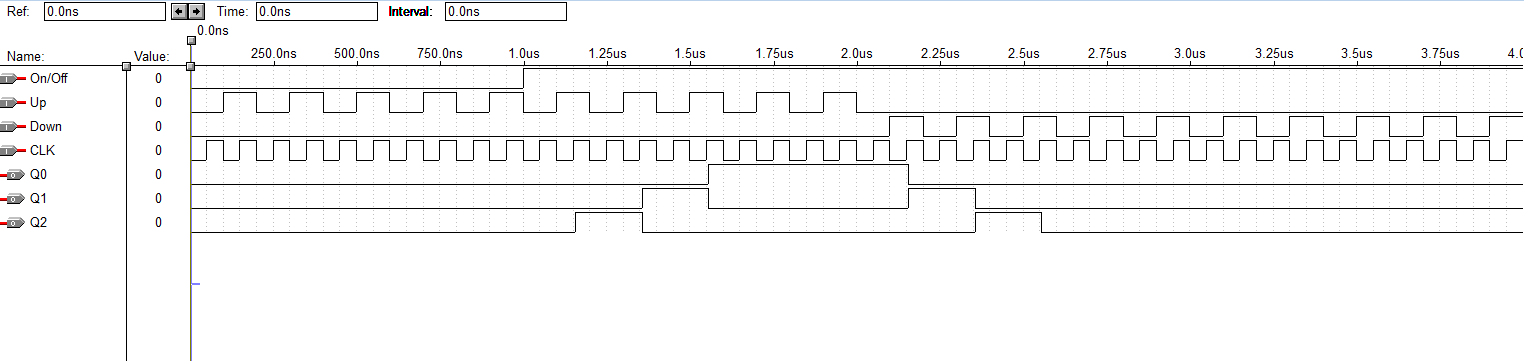 Ref: 0.0ns Time: 0.0ns Interval: 0.0ns
0.0ns
Name: Value: 250.0ns 500.0ns 750.0ns 1.0us 1.25us 1.5us 1.75us 2.0us 2.25us 2.5us 2.75us 3.0us 3.25us 3.5us 3.75us 4.0
On/Off 0
Up 0
Down 0
CLK 0
Q0 0
Q1 0
Q2 0